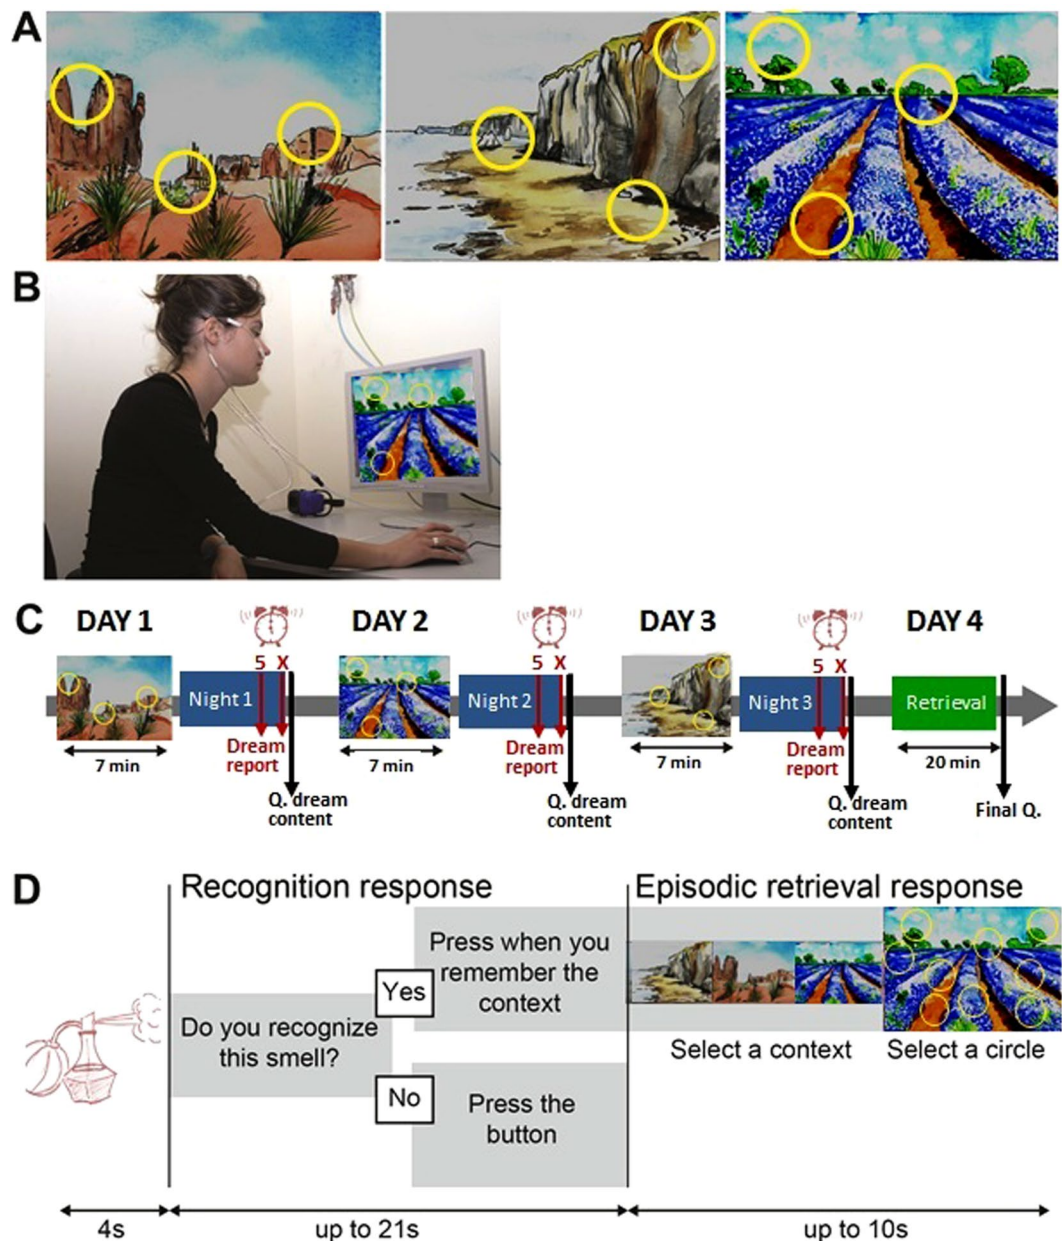 A
B
C
DAY 1
DAY 2
DAY 3
DAY 4
5 X
5 X
5 X
Night 1
Night 2
Night 3
Retrieval
7 min
Dream
report
7 min
Dream
report
7 min
Dream
report
20 min
Q. dream
content
Q. dream
content
Q. dream
content
Final Q.
D
Recognition response
Episodic retrieval response
Do you recognize
this smell?
Yes
Press when you
remember the
context
No
Press the
button
Select a context
Select a circle
4s
up to 21s
up to 10s